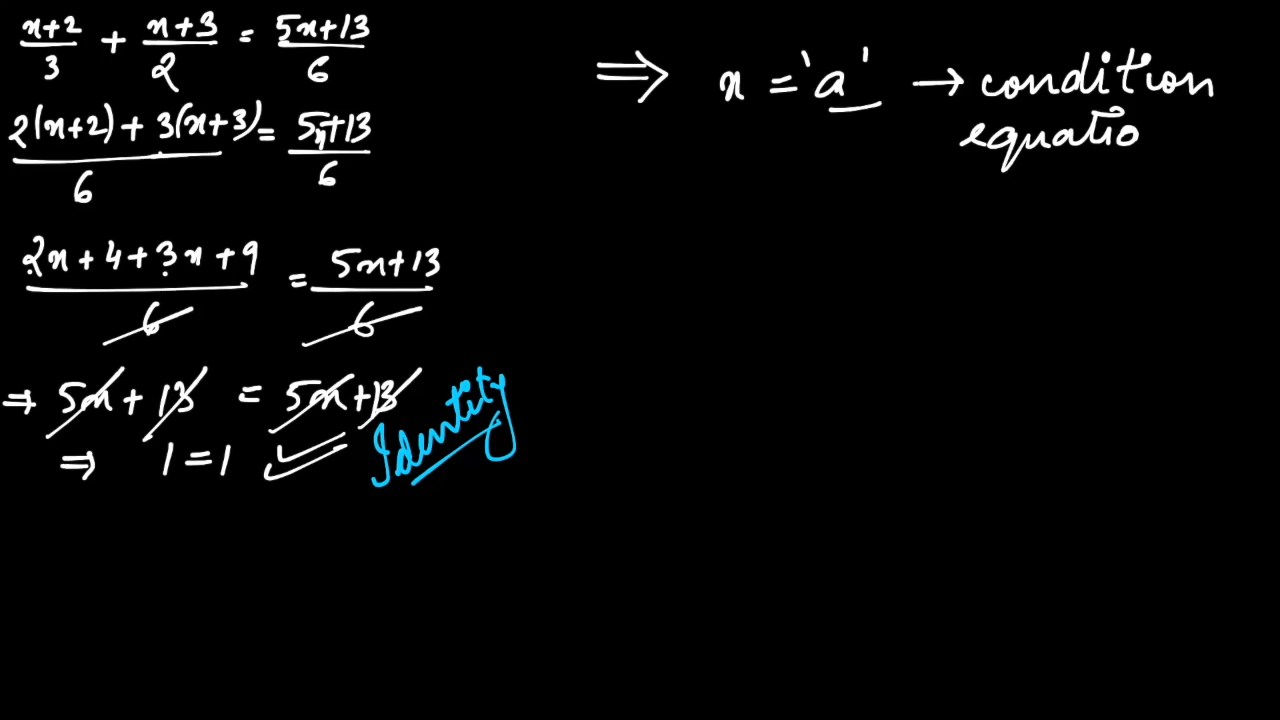 x+2/3 + x+3/2 = 5x+13/6
2(x+2) + 3(x+3)/6 = 5x+13/6
2x + 4 + 3x + 9/6 = 5x+13/6
⇒ 5x + 13 = 5x + 13
⇒ 1 = 1 Identity
⇒ x = 'a' → condition
equatio